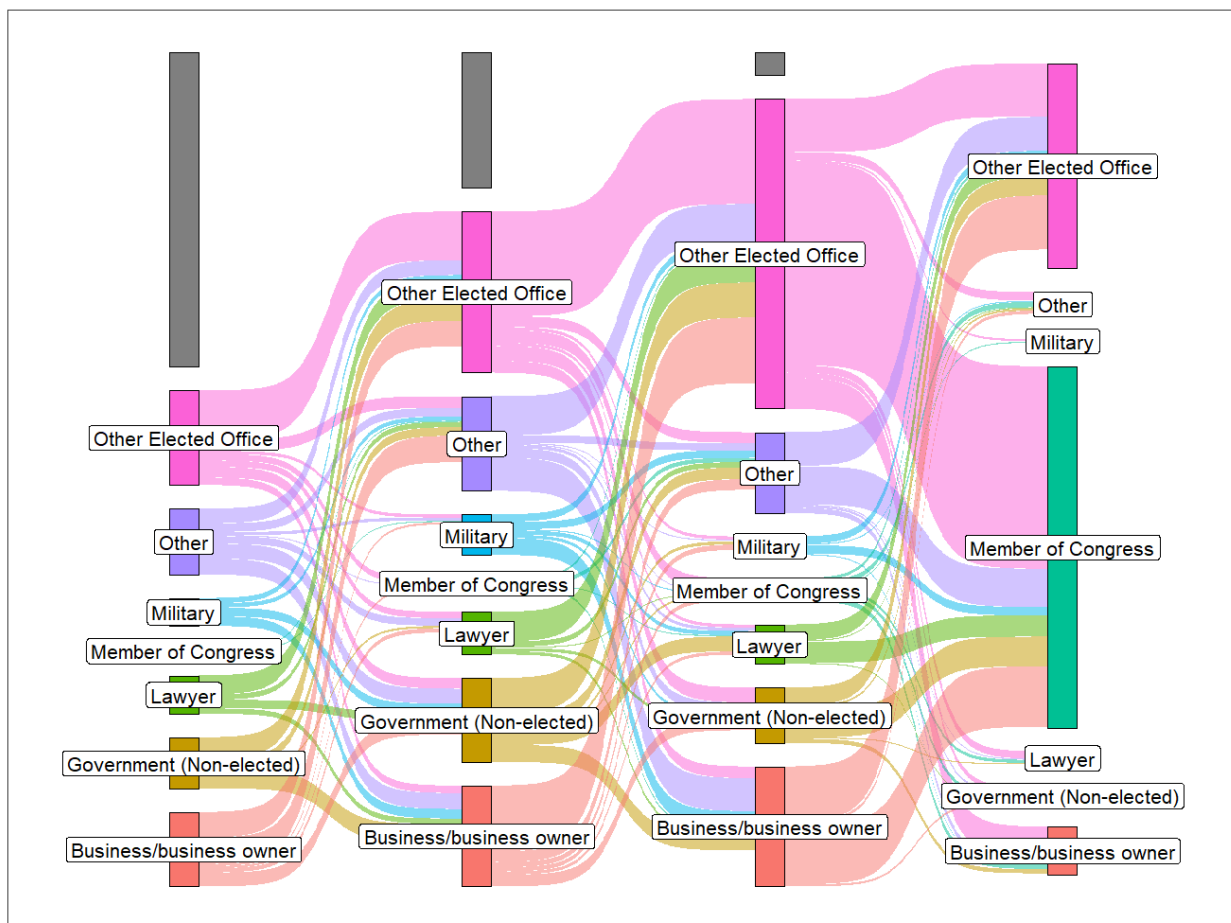 Other Elected Office
Other
Military
Member of Congress
Lawyer
Government (Non-elected)
Business/business owner
Other Elected Office
Other
Military
Member of Congress
Lawyer
Government (Non-elected)
Business/business owner
Other Elected Office
Other
Military
Member of Congress
Lawyer
Government (Non-elected)
Business/business owner
Other Elected Office
Other
Military
Member of Congress
Lawyer
Government (Non-elected)
Business/business owner